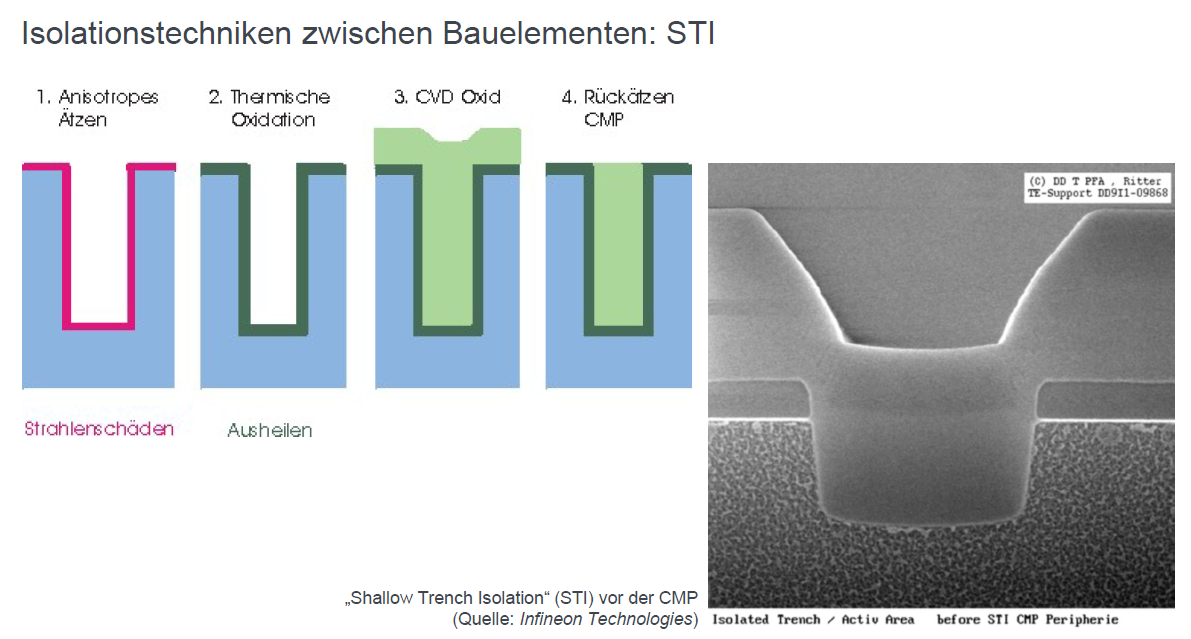 Isolationstechniken zwischen Bauelementen: STI
1. Anisotropes
Ätzen
2. Thermische
Oxidation
3. CVD Oxid
4. Rückätzen
CMP
(C) DD T PFA , Ritter
TE-Support DD9I1-09868
Strahlenschäden
Ausheilen
„Shallow Trench Isolation“ (STI) vor der CMP
(Quelle: Infineon Technologies)
Isolated Trench / Activ Area before STI CMP Peripherie